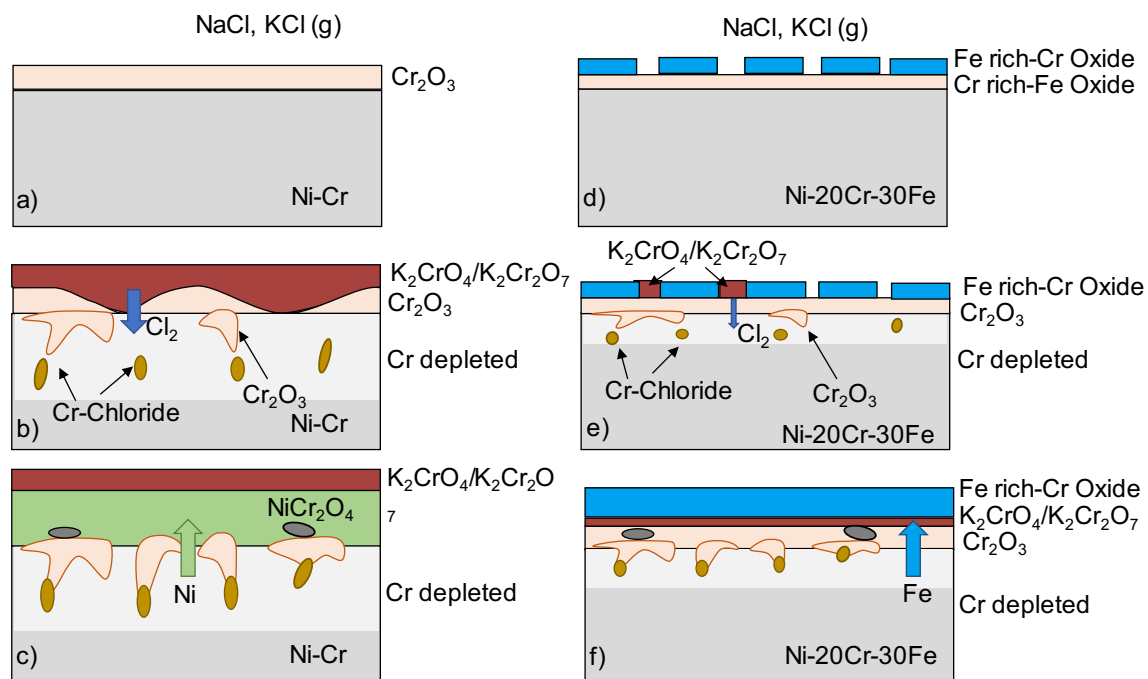 NaCl, KCl (g)
Cr₂O₃
Ni-Cr
a)
K₂CrO₄/K₂Cr₂O₇
Cr₂O₃
Cl₂
Cr depleted
Cr-Chloride
Cr₂O₃
Ni-Cr
b)
K₂CrO₄/K₂Cr₂O
7
NiCr₂O₄
Ni
Cr depleted
Ni-Cr
c)
NaCl, KCl (g)
Fe rich-Cr Oxide
Cr rich-Fe Oxide
Ni-20Cr-30Fe
d)
K₂CrO₄/K₂Cr₂O₇
Fe rich-Cr Oxide
Cr₂O₃
Cl₂
Cr depleted
Cr-Chloride
Cr₂O₃
Ni-20Cr-30Fe
e)
Fe rich-Cr Oxide
K₂CrO₄/K₂Cr₂O₇
Cr₂O₃
Fe
Cr depleted
Ni-20Cr-30Fe
f)